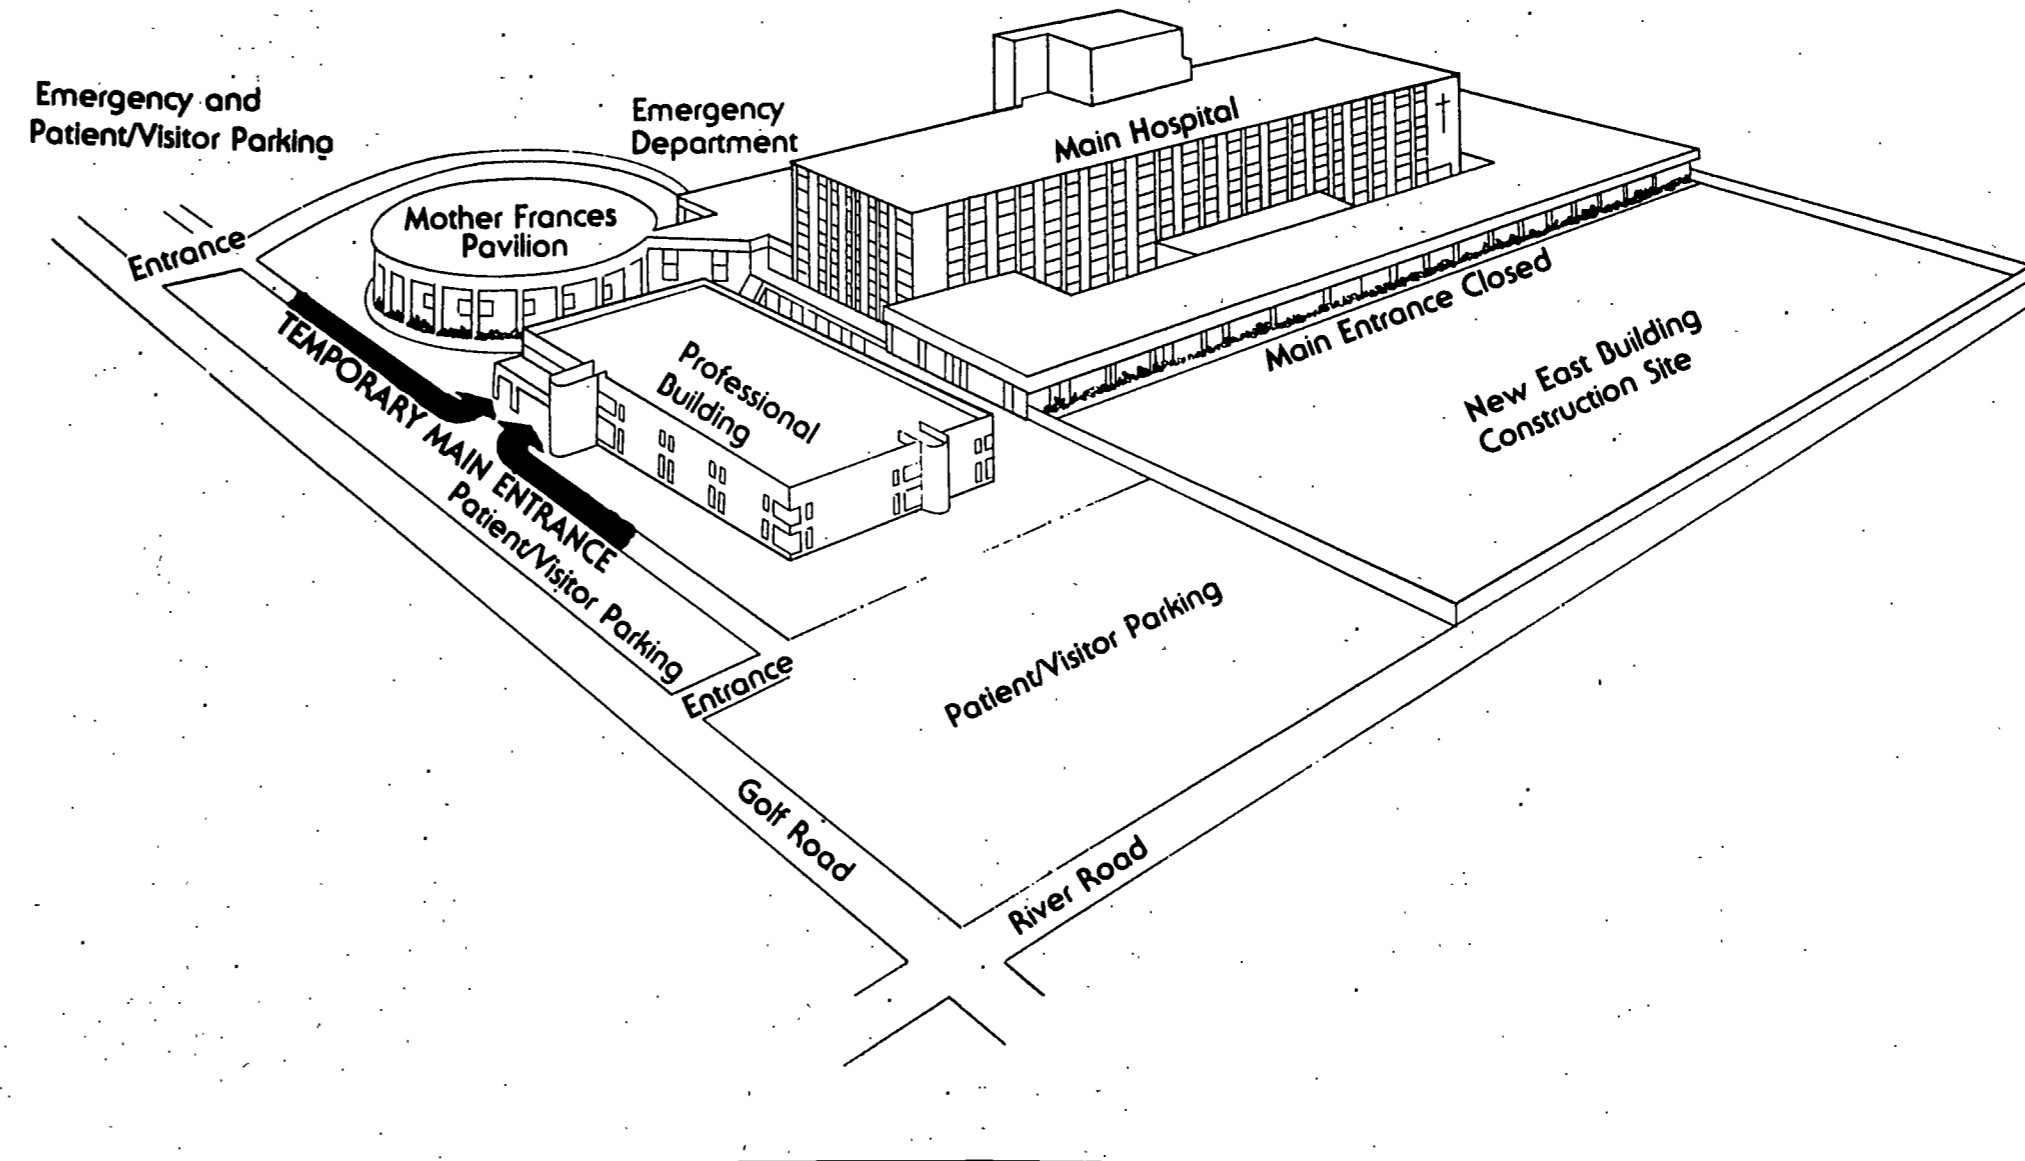 Emergency and
Patient/Visitor Parking
Emergency
Department
Main Hospital
Mother Frances
Pavilion
Entrance
TEMPORARY MAIN ENTRANCE
Patient/Visitor Parking
Professional
Building
Main Entrance Closed
New East Building
Construction Site
Entrance
Patient/Visitor Parking
Golf Road
River Road